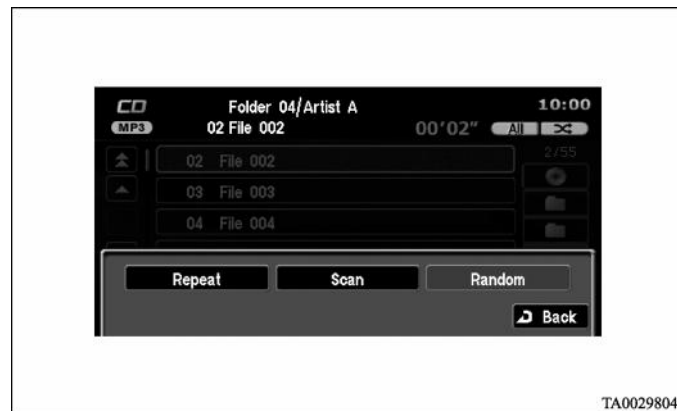 CD
Folder 04/Artist A
10:00
MP3
02 File 002
00'02"
All
02 File 002
2/55
03 File 003
04 File 004
Repeat
Scan
Random
Back
TA0029804